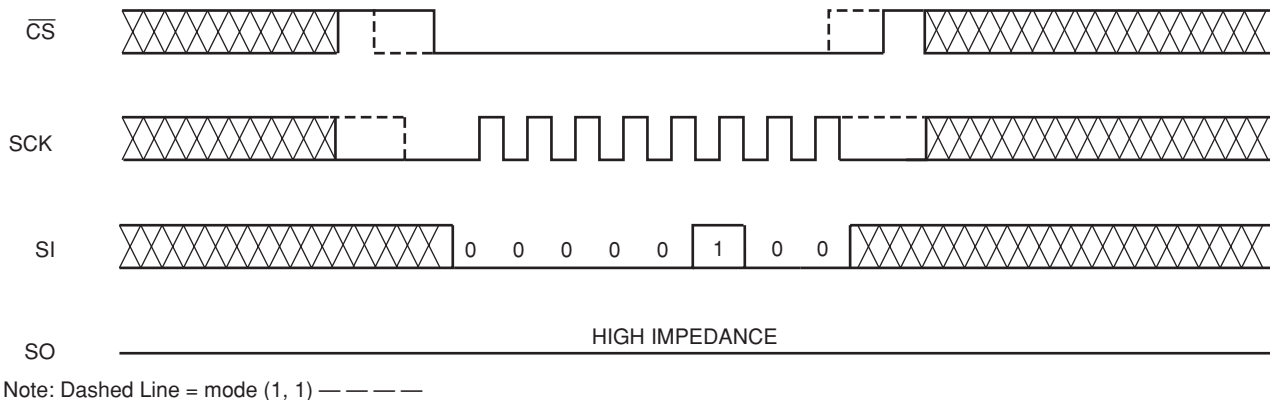 CS
SCK
SI
0 0 0 0 0 1 0 0
HIGH IMPEDANCE
SO
Note: Dashed Line = mode (1, 1) — — — —